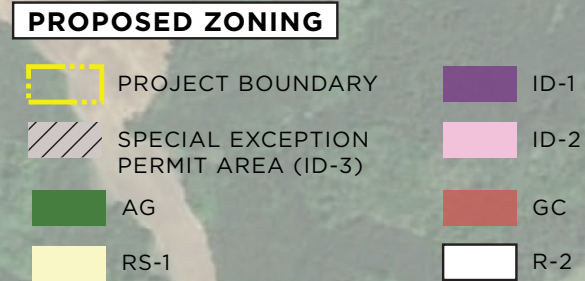 PROPOSED ZONING
PROJECT BOUNDARY
SPECIAL EXCEPTION
PERMIT AREA (ID-3)
AG
RS-1
ID-1
ID-2
GC
R-2